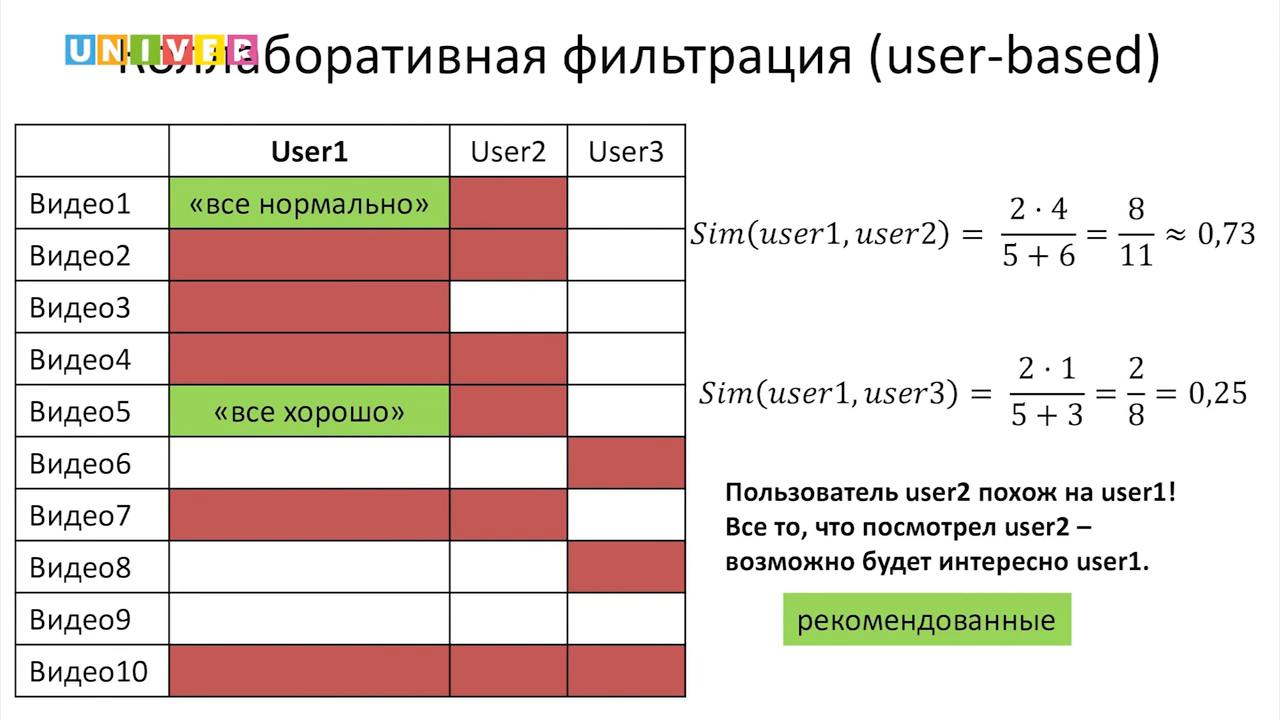 UNIVER
Коллаборативная фильтрация (user-based)
User1 User2 User3
Видео1 «все нормально»
Видео2
Видео3
Видео4
Видео5 «все хорошо»
Видео6
Видео7
Видео8
Видео9
Видео10
Sim(user1, user2) = (2 · 4)/(5 + 6) = 8/11 ≈ 0,73
Sim(user1, user3) = (2 · 1)/(5 + 3) = 2/8 = 0,25
Пользователь user2 похож на user1!
Все то, что посмотрел user2 –
возможно будет интересно user1.
рекомендованные